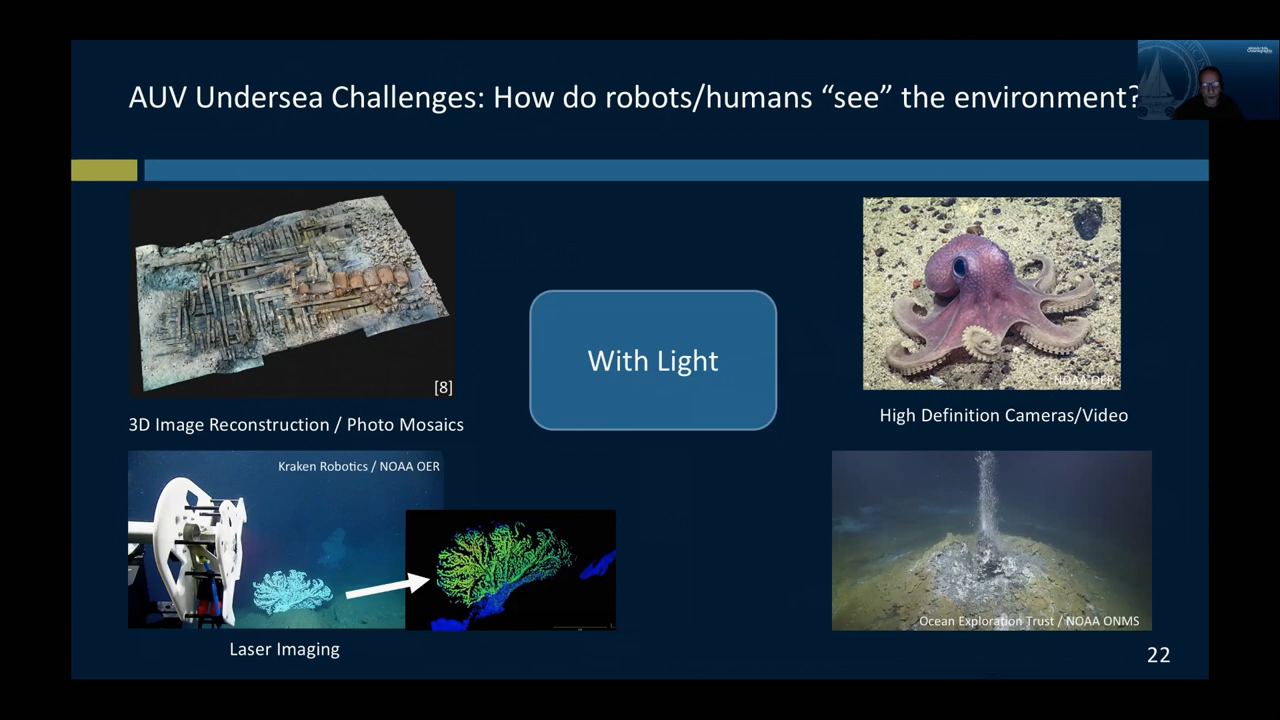 AUV Undersea Challenges: How do robots/humans “see” the environment?
[8]
3D Image Reconstruction / Photo Mosaics
With Light
NOAA OER
High Definition Cameras/Video
Kraken Robotics / NOAA OER
Laser Imaging
Ocean Exploration Trust / NOAA ONMS
22